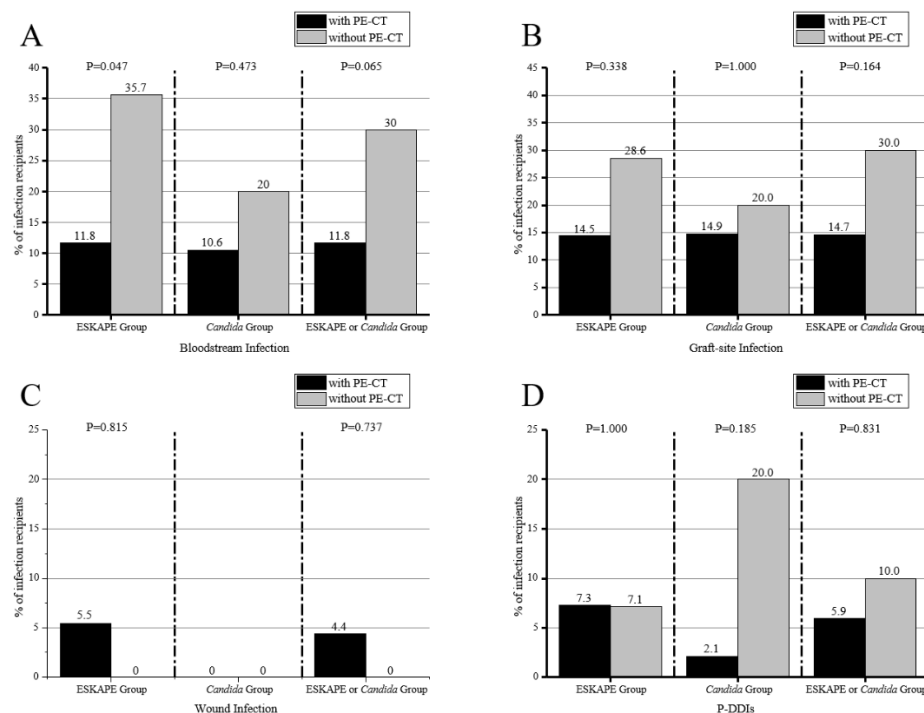 A
with PE-CT
without PE-CT
P=0.047
P=0.473
P=0.065
40
35
30
25
20
15
10
5
0
% of infection recipients
11.8
35.7
10.6
20
11.8
30
ESKAPE Group
Candida Group
ESKAPE or Candida Group
Bloodstream Infection
B
with PE-CT
without PE-CT
P=0.338
P=1.000
P=0.164
45
40
35
30
25
20
15
10
5
0
% of infection recipients
14.5
28.6
14.9
20.0
14.7
30.0
ESKAPE Group
Candida Group
ESKAPE or Candida Group
Graft-site Infection
C
with PE-CT
without PE-CT
P=0.815
P=0.737
25
20
15
10
5
0
% of infection recipients
5.5
0
0
0
4.4
0
ESKAPE Group
Candida Group
ESKAPE or Candida Group
Wound Infection
D
with PE-CT
without PE-CT
P=1.000
P=0.185
P=0.831
25
20
15
10
5
0
% of infection recipients
7.3
7.1
2.1
20.0
5.9
10.0
ESKAPE Group
Candida Group
ESKAPE or Candida Group
P-DDIs